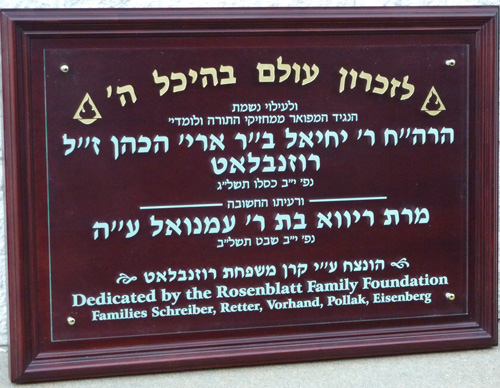 לזכרון עולם בהיכל ה'
ולעילוי נשמת
הנגיד המפואר ממחזיקי התורה ולומדי'
הרה"ח ר' יחיאל ב"ר ארי' הכהן ז"ל
רוזנבלאט
נפ' י"ב כסלו תשל"ג
ורעיתו החשובה
מרת ריווא בת ר' עמנואל ע"ה
נפ' י"ב שבט תשל"ב
הונצח ע"י קרן משפחת רוזנבלאט
Dedicated by the Rosenblatt Family Foundation
Families Schreiber, Retter, Vorhand, Pollak, Eisenberg